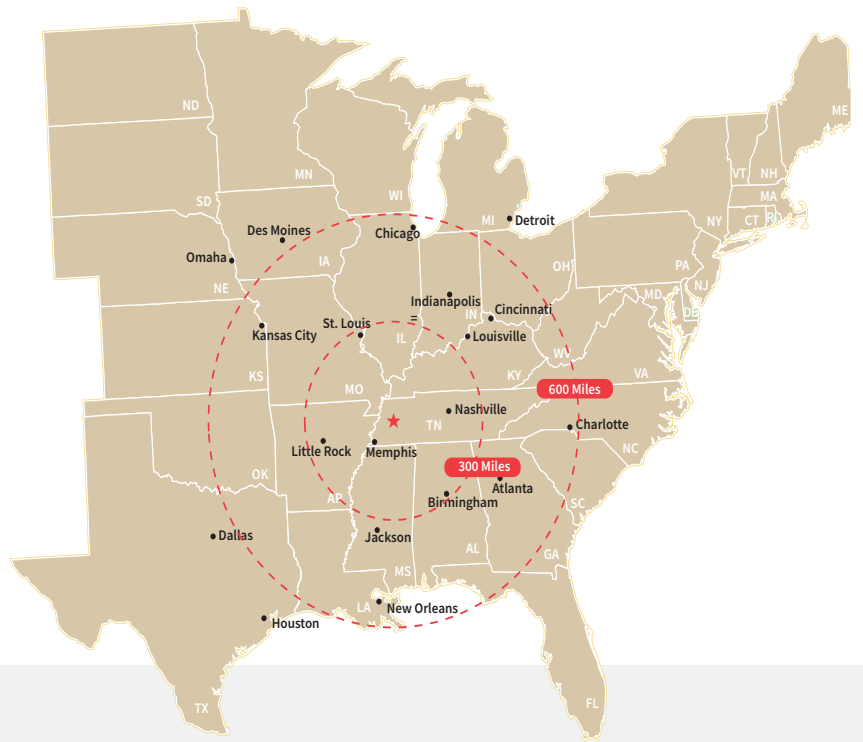 ME
ND
VT
NH
MN
WI
MA
SD
MI
NY
CT
RI
Detroit
Des Moines
Chicago
Omaha
IA
OH
PA
NE
NJ
MD
Indianapolis
DE
Cincinnati
=
IN
St. Louis
Kansas City
IL
Louisville
WV
KS
MO
KY
VA
600 Miles
Nashville
TN
Charlotte
Little Rock
Memphis
NC
300 Miles
OK
Atlanta
AR
Birmingham
SC
Dallas
Jackson
AL
GA
MS
LA
New Orleans
Houston
TX
FL